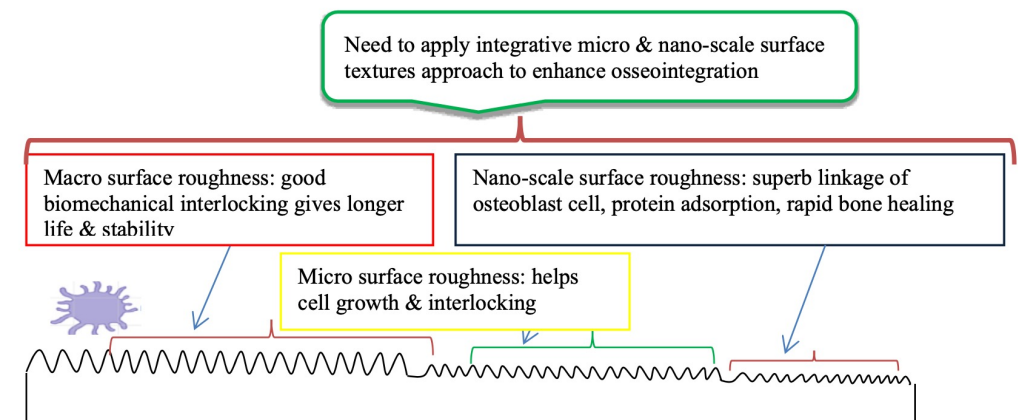 Need to apply integrative micro & nano-scale surface
textures approach to enhance osseointegration
Macro surface roughness: good
biomechanical interlocking gives longer
life & stability
Nano-scale surface roughness: superb linkage of
osteoblast cell, protein adsorption, rapid bone healing
Micro surface roughness: helps
cell growth & interlocking